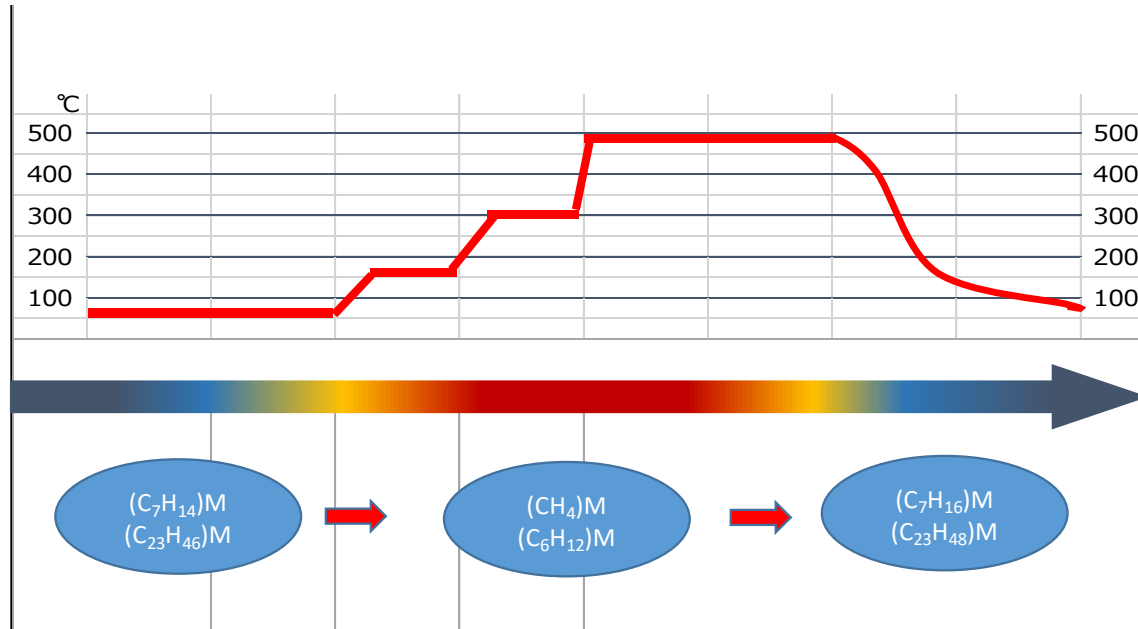 ℃
500 500
400 400
300 300
200 200
100 100
(C₇H₁₄)M
(C₂₃H₄₆)M
(CH₄)M
(C₆H₁₂)M
(C₇H₁₆)M
(C₂₃H₄₈)M